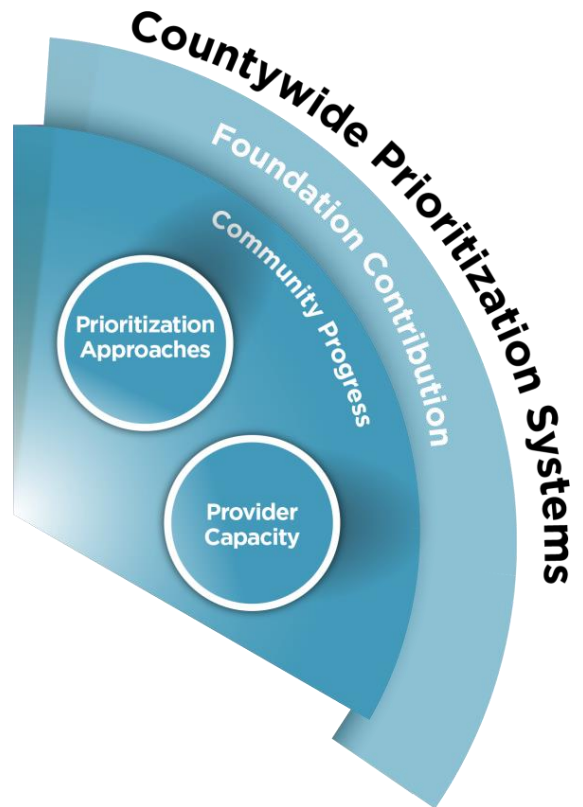 Countywide Prioritization Systems
Foundation Contribution
Community Progress
Prioritization
Approaches
Provider
Capacity